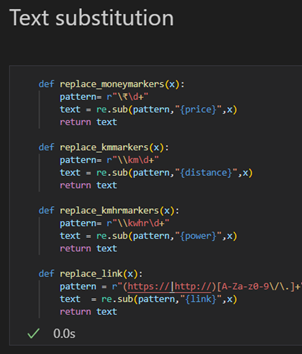 Text substitution
def replace_moneymarkers(x):
    pattern= r"\₹\d+"
    text = re.sub(pattern,"{price}",x)
    return text
def replace_kmmarkers(x):
    pattern= r"\\km\d+"
    text = re.sub(pattern,"{distance}",x)
    return text
def replace_kmhrmarkers(x):
    pattern= r"\\kwhr\d+"
    text = re.sub(pattern,"{power}",x)
    return text
def replace_link(x):
    pattern = r"(https://|http://)[A-Za-z0-9\/\.]+
    text  = re.sub(pattern,"{link}",x)
    return text
0.0s